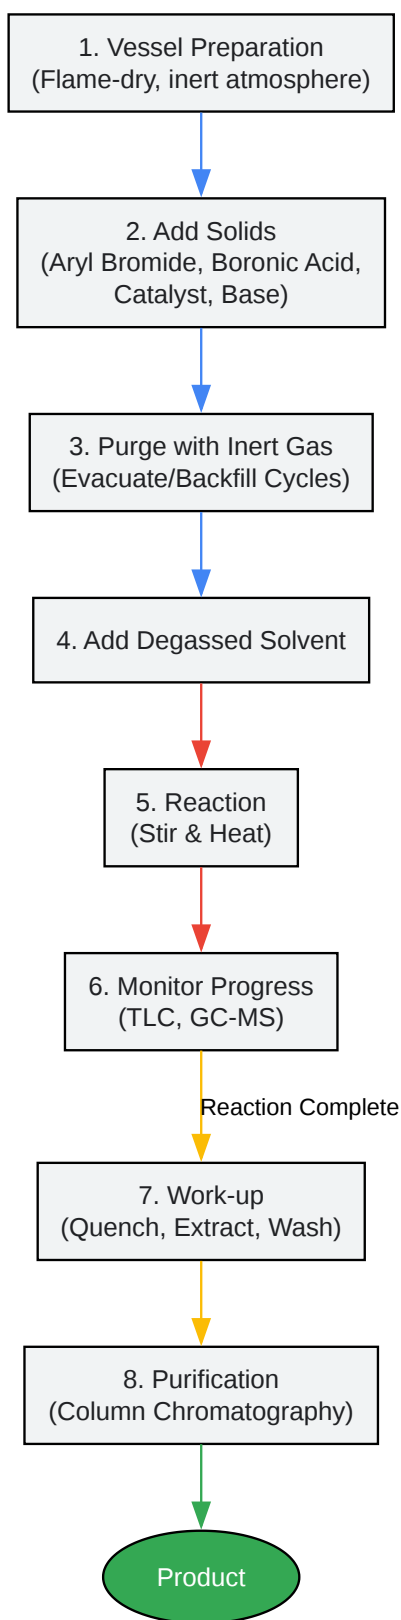 1. Vessel Preparation
(Flame-dry, inert atmosphere)
2. Add Solids
(Aryl Bromide, Boronic Acid,
Catalyst, Base)
3. Purge with Inert Gas
(Evacuate/Backfill Cycles)
4. Add Degassed Solvent
5. Reaction
(Stir & Heat)
6. Monitor Progress
(TLC, GC-MS)
Reaction Complete
7. Work-up
(Quench, Extract, Wash)
8. Purification
(Column Chromatography)
Product